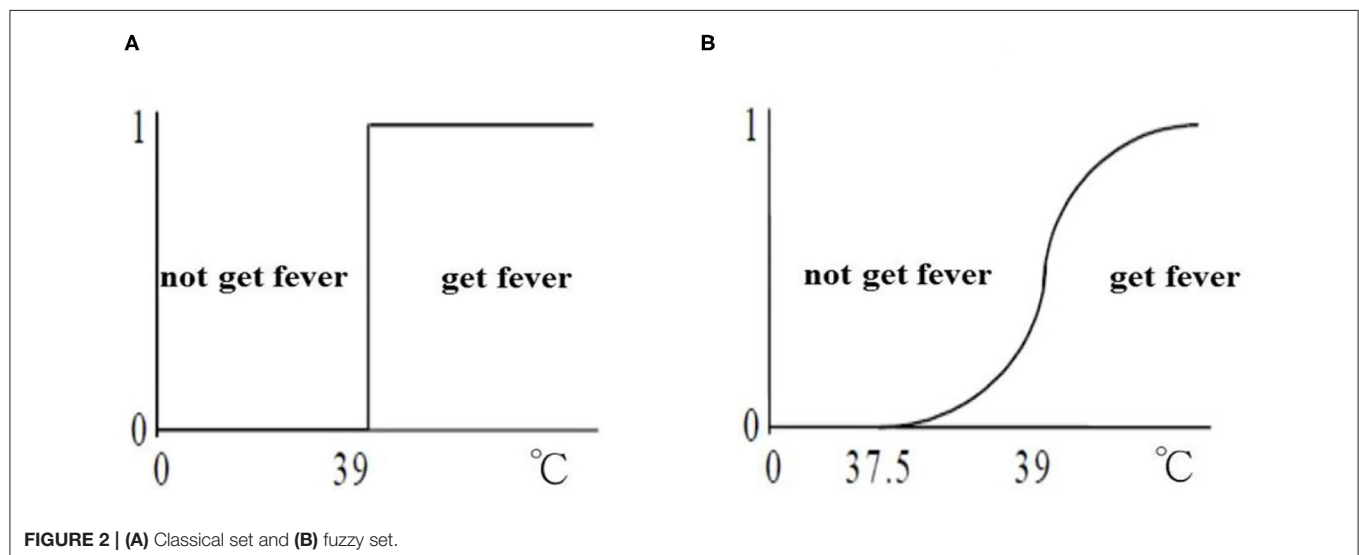 A
1
not get fever
get fever
0
0 39 °C
B
1
not get fever
get fever
0
0 37.5 39 °C
FIGURE 2 | (A) Classical set and (B) fuzzy set.